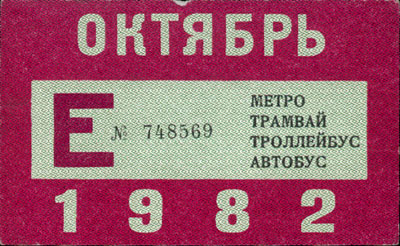 ОКТЯБРЬ
Е
№ 748569
МЕТРО
ТРАМВАЙ
ТРОЛЛЕЙБУС
АВТОБУС
1982